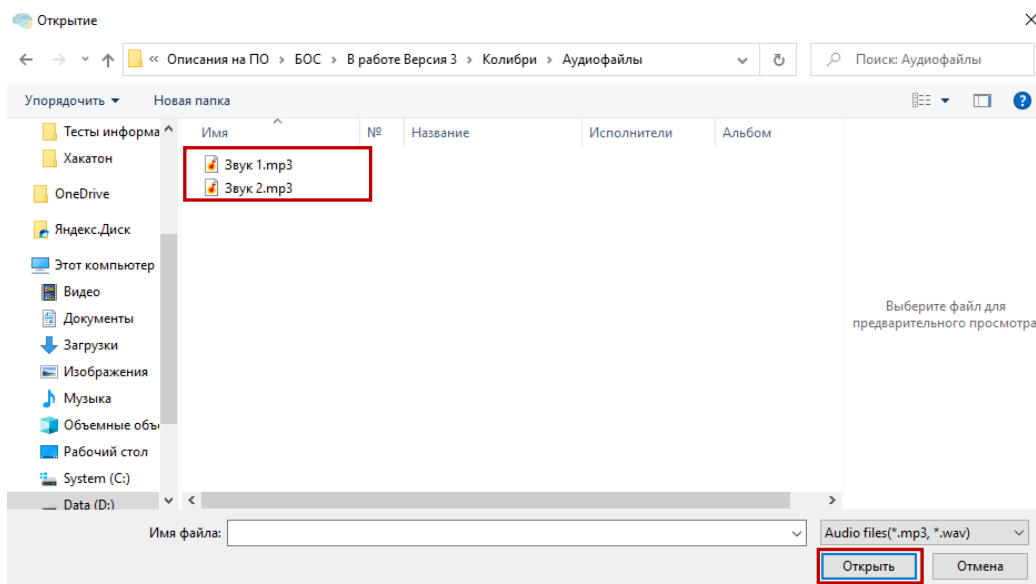 Открытие
« Описания на ПО › БОС › В работе Версия 3 › Колибри › Аудиофайлы
Поиск: Аудиофайлы
Упорядочить Новая папка
Имя № Название Исполнители Альбом
Звук 1.mp3
Звук 2.mp3
Тесты информа
Хакатон
OneDrive
Яндекс.Диск
Этот компьютер
Видео
Документы
Загрузки
Изображения
Музыка
Объемные объ
Рабочий стол
System (C:)
Data (D:)
Выберите файл для
предварительного просмотра
Имя файла:
Audio files(*.mp3, *.wav)
Открыть Отмена